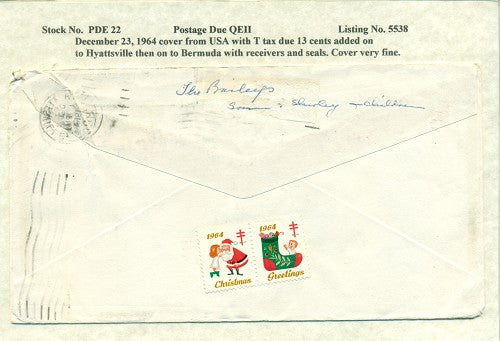 Stock No. PDE 22 Postage Due QEII Listing No. 5538
December 23, 1964 cover from USA with T tax due 13 cents added on
to Hyattsville then on to Bermuda with receivers and seals. Cover very fine.
The Baileys
& Shirley + children
1964 1964
Christmas Greetings